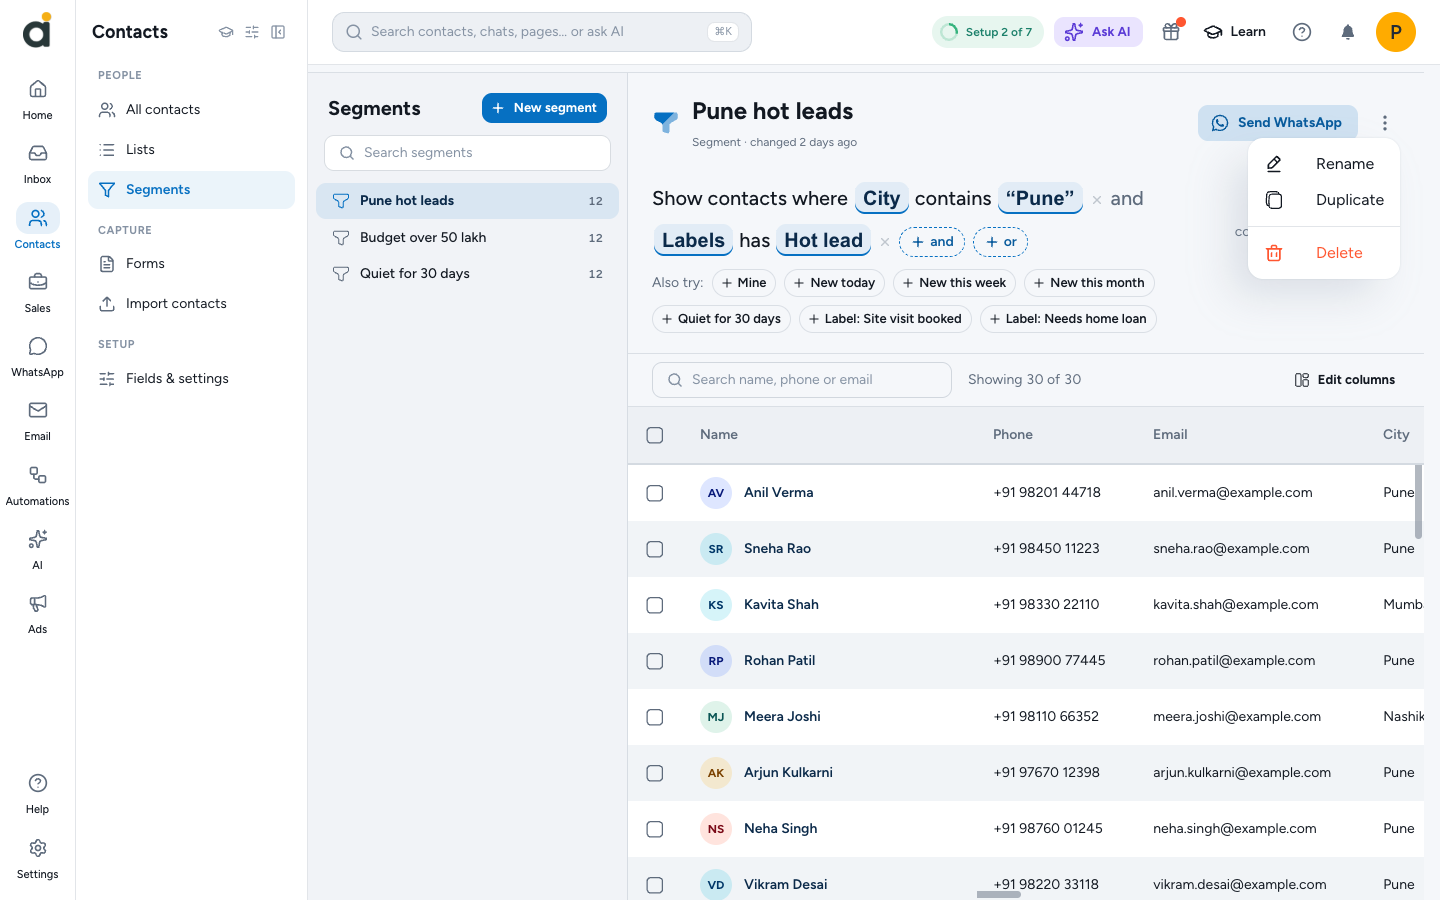 Contacts
Search contacts, chats, pages... or ask AI
⌘K
Setup 2 of 7
Ask AI
Learn
P
Home
Inbox
Contacts
Sales
WhatsApp
Email
Automations
AI
Ads
Help
Settings
PEOPLE
All contacts
Lists
Segments
CAPTURE
Forms
Import contacts
SETUP
Fields & settings
Segments
New segment
Search segments
Pune hot leads 12
Budget over 50 lakh 12
Quiet for 30 days 12
Pune hot leads
Segment · changed 2 days ago
Send WhatsApp
Rename
Duplicate
Delete
Show contacts where City contains “Pune” × and
Labels has Hot lead × + and + or
Also try: + Mine + New today + New this week + New this month
+ Quiet for 30 days + Label: Site visit booked + Label: Needs home loan
Search name, phone or email
Showing 30 of 30
Edit columns
Name Phone Email City
AV Anil Verma +91 98201 44718 anil.verma@example.com Pune
SR Sneha Rao +91 98450 11223 sneha.rao@example.com Pune
KS Kavita Shah +91 98330 22110 kavita.shah@example.com Mumb
RP Rohan Patil +91 98900 77445 rohan.patil@example.com Pune
MJ Meera Joshi +91 98110 66352 meera.joshi@example.com Nashik
AK Arjun Kulkarni +91 97670 12398 arjun.kulkarni@example.com Pune
NS Neha Singh +91 98760 01245 neha.singh@example.com Pune
VD Vikram Desai +91 98220 33118 vikram.desai@example.com Pune